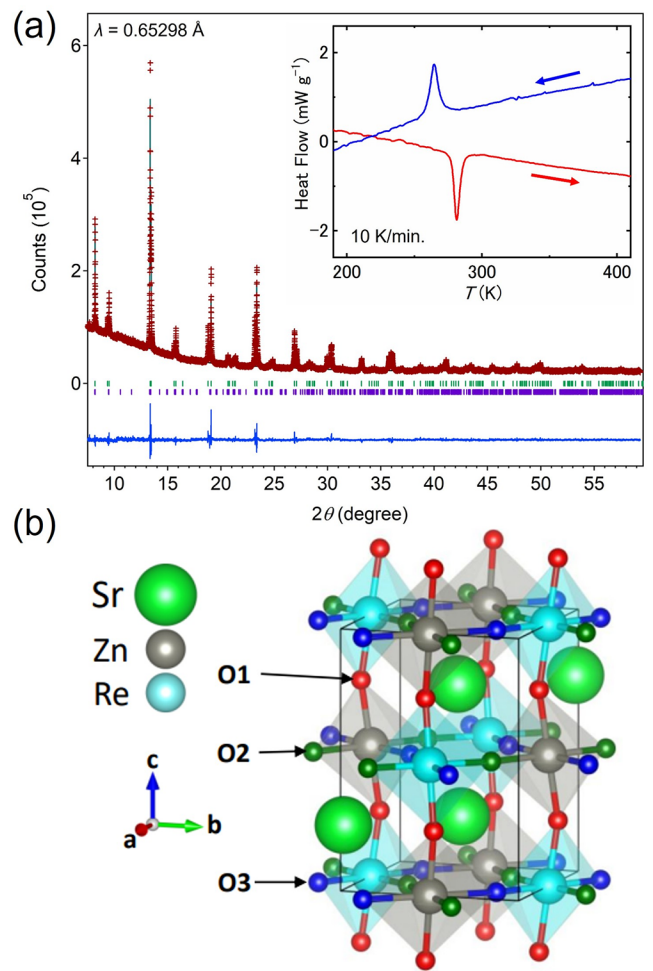 (a)
λ = 0.65298 Å
Counts (10⁵)
6
4
2
0
10 15 20 25 30 35 40 45 50 55
2θ (degree)
Heat Flow (mW g⁻¹)
2
0
−2
10 K/min.
200 300 400
T (K)
(b)
Sr
Zn
Re
O1
O2
O3
c
b
a